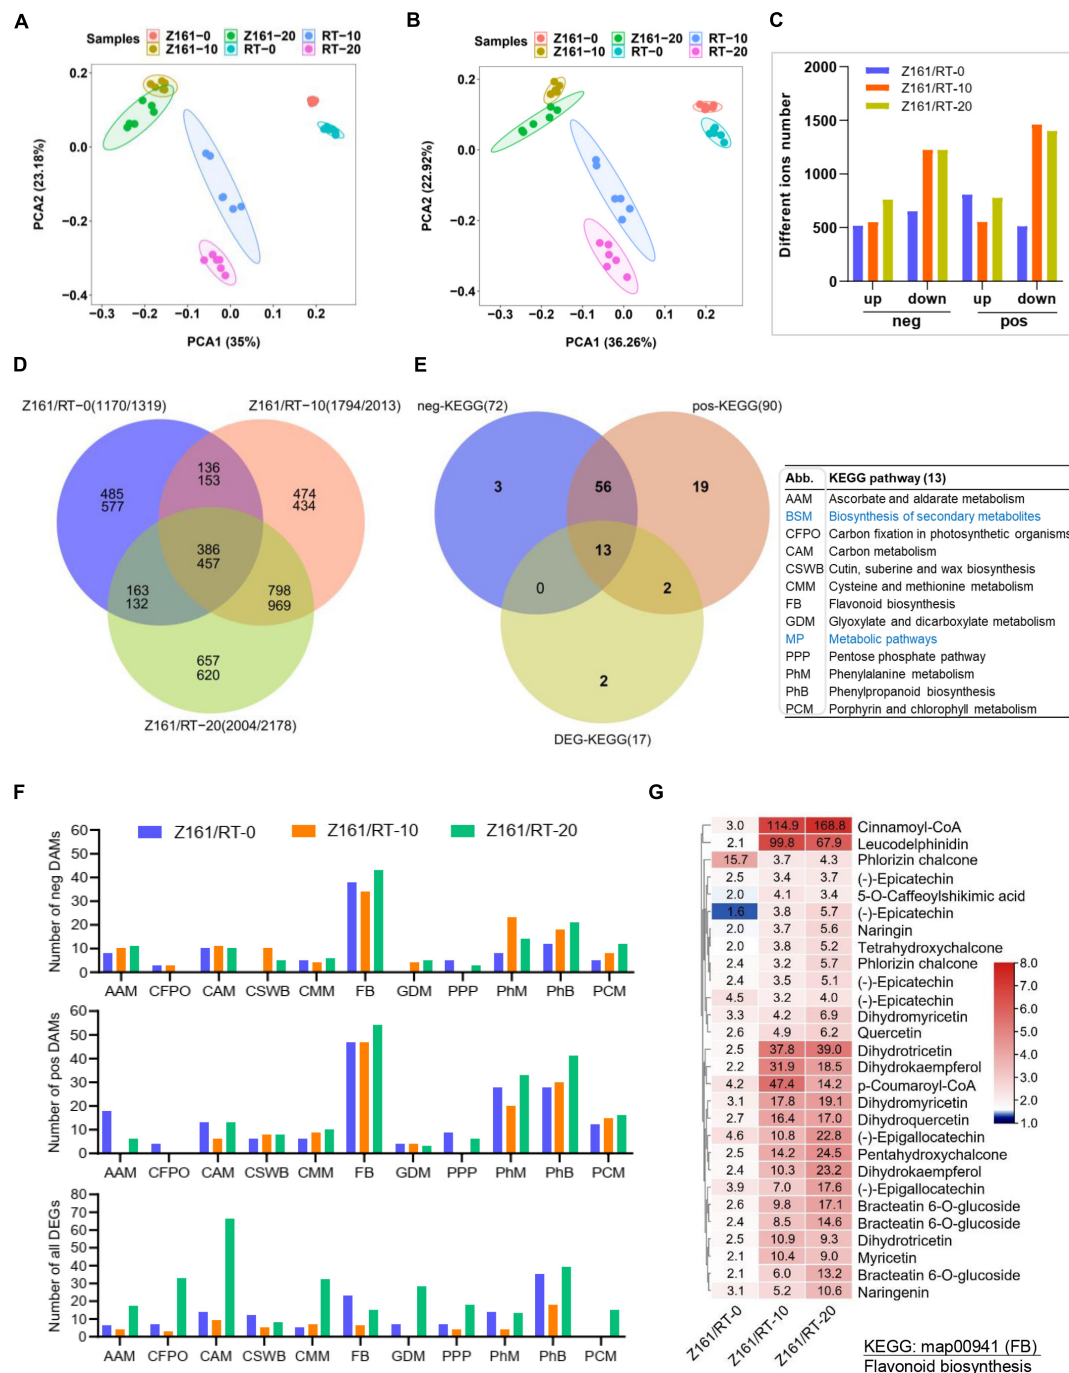 A
Samples Z161-0 Z161-20 RT-10
Z161-10 RT-0 RT-20
0.2
0.0
−0.2
−0.4
PCA2 (23.18%)
−0.3 −0.2 −0.1 0.0 0.1 0.2
PCA1 (35%)
B
Samples Z161-0 Z161-20 RT-10
Z161-10 RT-0 RT-20
0.2
0.0
−0.2
−0.4
PCA2 (22.92%)
−0.3 −0.2 −0.1 0.0 0.1 0.2
PCA1 (36.26%)
C
Z161/RT-0
Z161/RT-10
Z161/RT-20
2000
1500
1000
500
0
Different ions number
up down up down
neg pos
D
Z161/RT−0(1170/1319) Z161/RT−10(1794/2013)
136
153
485
577
474
434
386
457
163
132
798
969
657
620
Z161/RT−20(2004/2178)
E
neg-KEGG(72) pos-KEGG(90)
3 56 19
13
0 2
2
DEG-KEGG(17)
Abb. KEGG pathway (13)
AAM Ascorbate and aldarate metabolism
BSM Biosynthesis of secondary metabolites
CFPO Carbon fixation in photosynthetic organisms
CAM Carbon metabolism
CSWB Cutin, suberine and wax biosynthesis
CMM Cysteine and methionine metabolism
FB Flavonoid biosynthesis
GDM Glyoxylate and dicarboxylate metabolism
MP Metabolic pathways
PPP Pentose phosphate pathway
PhM Phenylalanine metabolism
PhB Phenylpropanoid biosynthesis
PCM Porphyrin and chlorophyll metabolism
F
Z161/RT-0 Z161/RT-10 Z161/RT-20
Number of neg DAMs
60
50
40
30
20
10
0
AAM CFPO CAM CSWB CMM FB GDM PPP PhM PhB PCM
Number of pos DAMs
60
50
40
30
20
10
0
AAM CFPO CAM CSWB CMM FB GDM PPP PhM PhB PCM
Number of all DEGs
80
70
60
50
40
30
20
10
0
AAM CFPO CAM CSWB CMM FB GDM PPP PhM PhB PCM
G
3.0 114.9 168.8 Cinnamoyl-CoA
2.1 99.8 67.9 Leucodelphinidin
15.7 3.7 4.3 Phlorizin chalcone
2.5 3.4 3.7 (-)-Epicatechin
2.0 4.1 3.4 5-O-Caffeoylshikimic acid
1.6 3.8 5.7 (-)-Epicatechin
2.0 3.7 5.6 Naringin
2.0 3.8 5.2 Tetrahydroxychalcone
2.4 3.2 5.7 Phlorizin chalcone
2.4 3.5 5.1 (-)-Epicatechin
4.5 3.2 4.0 (-)-Epicatechin
3.3 4.2 6.9 Dihydromyricetin
2.6 4.9 6.2 Quercetin
2.5 37.8 39.0 Dihydrotricetin
2.2 31.9 18.5 Dihydrokaempferol
4.2 47.4 14.2 p-Coumaroyl-CoA
3.1 17.8 19.1 Dihydromyricetin
2.7 16.4 17.0 Dihydroquercetin
4.6 10.8 22.8 (-)-Epigallocatechin
2.5 14.2 24.5 Pentahydroxychalcone
2.4 10.3 23.2 Dihydrokaempferol
3.9 7.0 17.6 (-)-Epigallocatechin
2.6 9.8 17.1 Bracteatin 6-O-glucoside
2.4 8.5 14.6 Bracteatin 6-O-glucoside
2.5 10.9 9.3 Dihydrotricetin
2.1 10.4 9.0 Myricetin
2.1 6.0 13.2 Bracteatin 6-O-glucoside
3.1 5.2 10.6 Naringenin
Z161/RT-0 Z161/RT-10 Z161/RT-20
8.0
7.0
6.0
5.0
4.0
3.0
2.0
1.0
KEGG: map00941 (FB)
Flavonoid biosynthesis